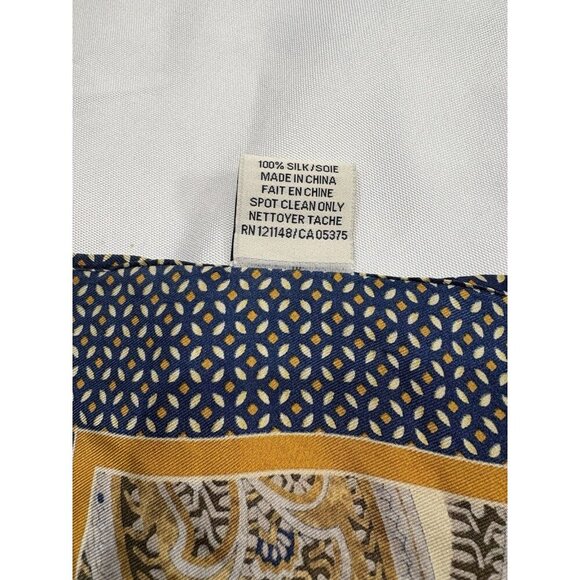 100% SILK/SOIE
MADE IN CHINA
FAIT EN CHINE
SPOT CLEAN ONLY
NETTOYER TACHE
RN 121148/CA 05375